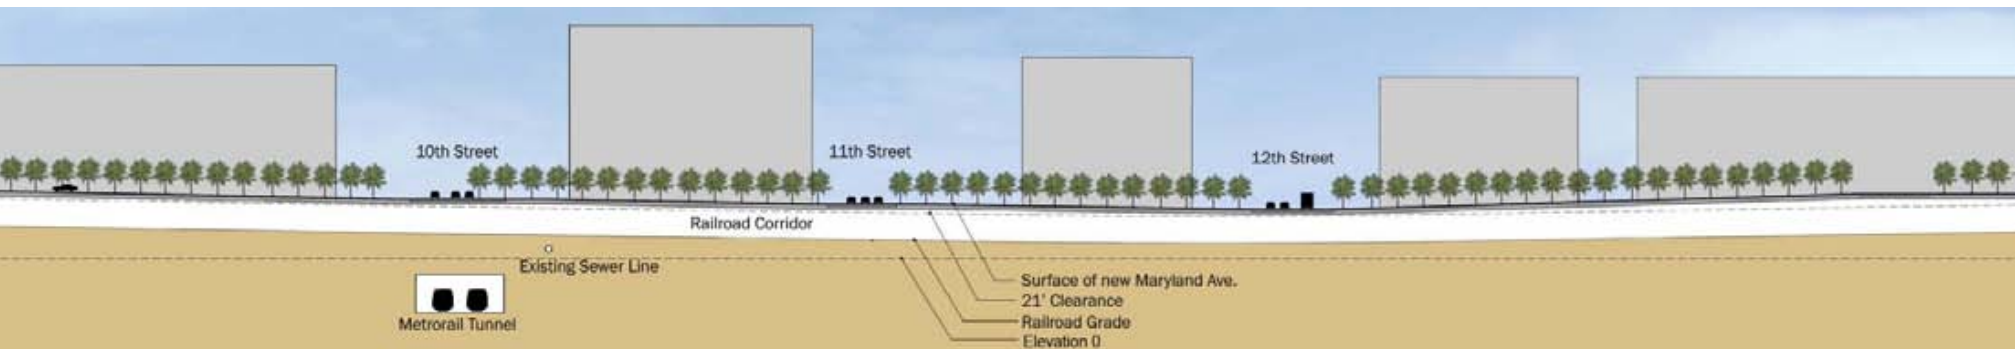 10th Street
11th Street
12th Street
Railroad Corridor
Existing Sewer Line
Metrorail Tunnel
Surface of new Maryland Ave.
21' Clearance
Railroad Grade
Elevation 0